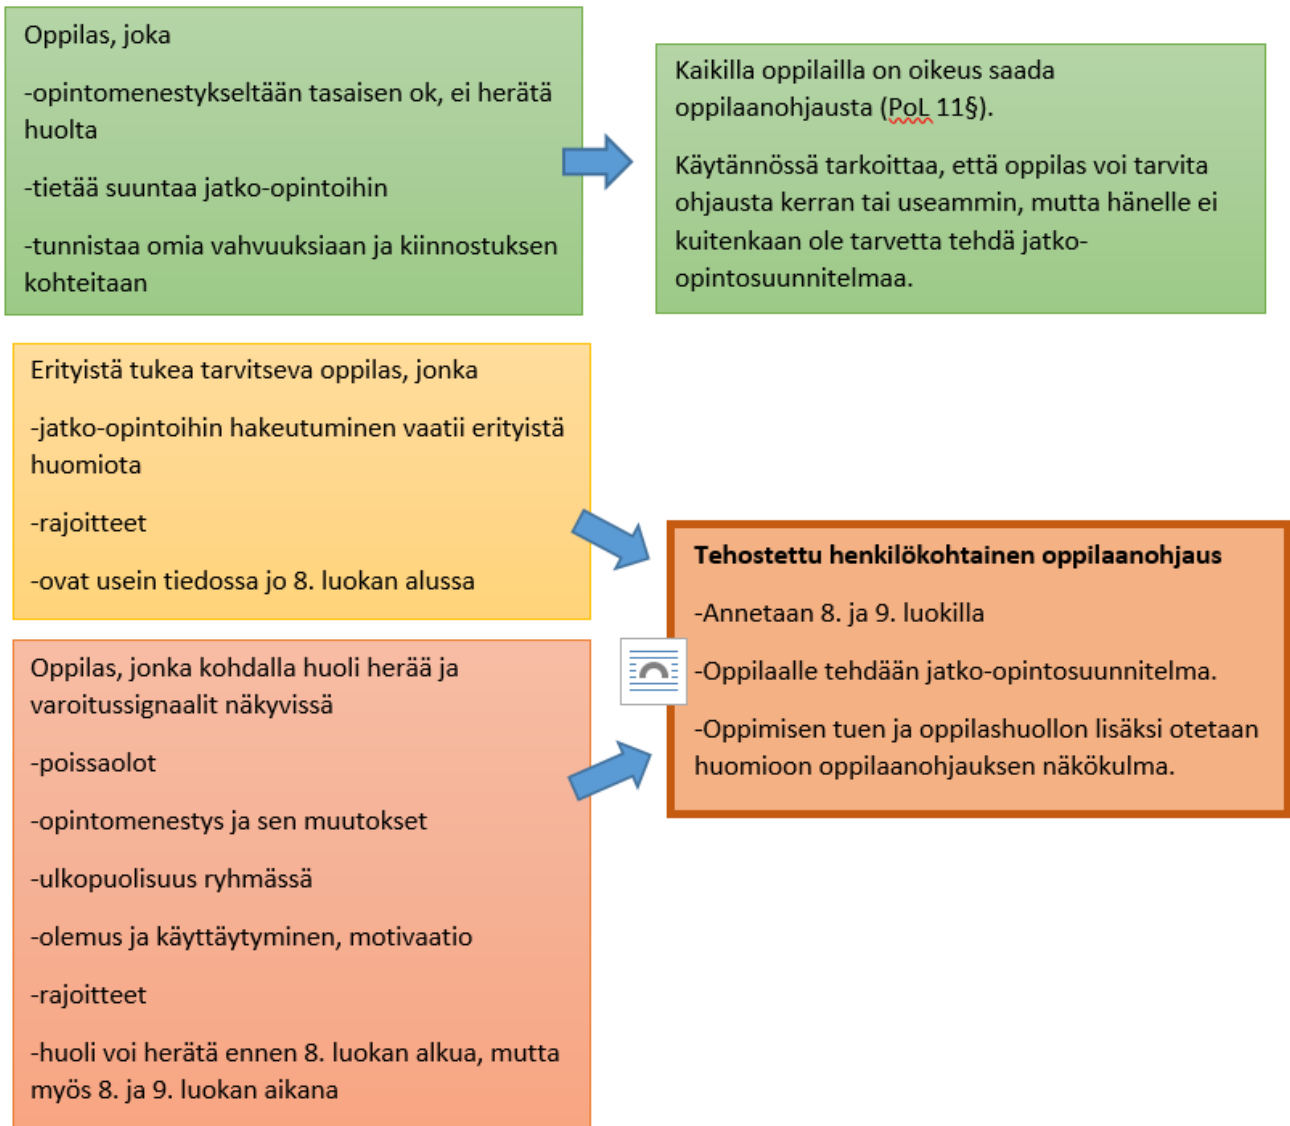 Oppilas, joka
-opintomenestykseltään tasaisen ok, ei herätä
huolta
-tietää suuntaa jatko-opintoihin
-tunnistaa omia vahvuuksiaan ja kiinnostuksen
kohteitaan
Kaikilla oppilailla on oikeus saada
oppilaanohjausta (PoL 11§).
Käytännössä tarkoittaa, että oppilas voi tarvita
ohjausta kerran tai useammin, mutta hänelle ei
kuitenkaan ole tarvetta tehdä jatko-
opintosuunnitelmaa.
Erityistä tukea tarvitseva oppilas, jonka
-jatko-opintoihin hakeutuminen vaatii erityistä
huomiota
-rajoitteet
-ovat usein tiedossa jo 8. luokan alussa
Oppilas, jonka kohdalla huoli herää ja
varoitussignaalit näkyvissä
-poissaolot
-opintomenestys ja sen muutokset
-ulkopuolisuus ryhmässä
-olemus ja käyttäytyminen, motivaatio
-rajoitteet
-huoli voi herätä ennen 8. luokan alkua, mutta
myös 8. ja 9. luokan aikana
Tehostettu henkilökohtainen oppilaanohjaus
-Annetaan 8. ja 9. luokilla
-Oppilaalle tehdään jatko-opintosuunnitelma.
-Oppimisen tuen ja oppilashuollon lisäksi otetaan
huomioon oppilaanohjauksen näkökulma.